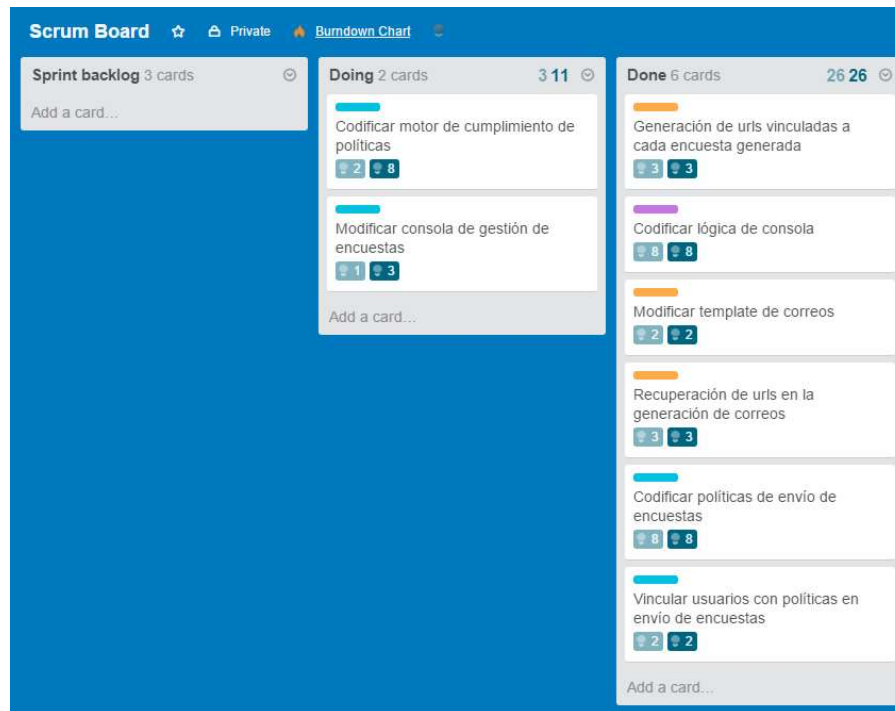 Scrum Board Private Burndown Chart
Sprint backlog 3 cards
Add a card...
Doing 2 cards 3 11
Codificar motor de cumplimiento de
políticas
2 8
Modificar consola de gestión de
encuestas
1 3
Add a card...
Done 6 cards 26 26
Generación de urls vinculadas a
cada encuesta generada
3 3
Codificar lógica de consola
8 8
Modificar template de correos
2 2
Recuperación de urls en la
generación de correos
3 3
Codificar políticas de envío de
encuestas
8 8
Vincular usuarios con políticas en
envío de encuestas
2 2
Add a card...